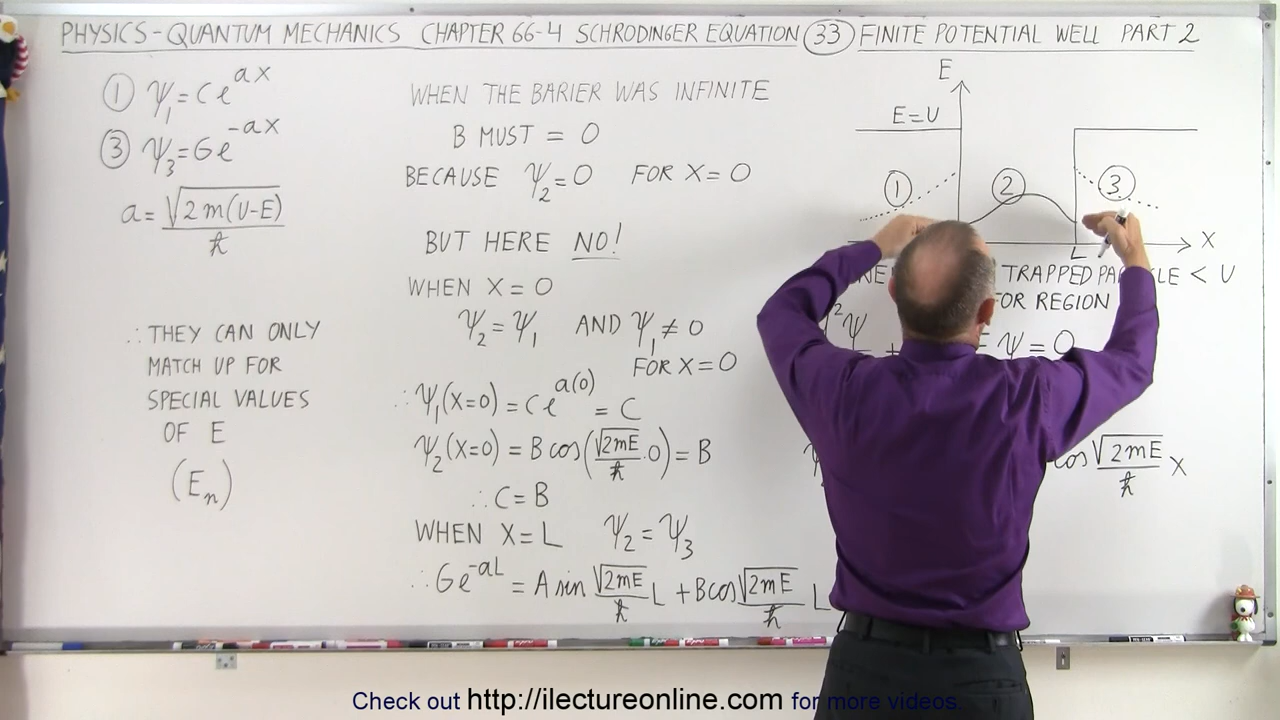 PHYSICS-QUANTUM MECHANICS CHAPTER 66-4 SCHRODINGER EQUATION (33) FINITE POTENTIAL WELL PART 2
① ψ₁ = Ce^{ax}
③ ψ₃ = Ge^{-ax}
a = √(2m(U-E)) / ħ
∴ THEY CAN ONLY
MATCH UP FOR
SPECIAL VALUES
OF E
(Eₙ)
WHEN THE BARIER WAS INFINITE
B MUST = 0
BECAUSE ψ₂ = 0 FOR X = 0
BUT HERE NO!
WHEN X = 0
ψ₂ = ψ₁ AND ψ₁ ≠ 0
FOR X = 0
∴ ψ₁(X=0) = Ce^{a(0)} = C
ψ₂(X=0) = B cos(√(2mE)/ħ · 0) = B
∴ C = B
WHEN X = L ψ₂ = ψ₃
∴ Ge^{-aL} = A sin √(2mE)/ħ L + B cos √(2mE)/ħ L
E
E = U
① ② ③
L X
TRAPPED < U
FOR REGION
ψ = 0
cos √(2mE)/ħ X
Check out http://ilectureonline.com for more videos.